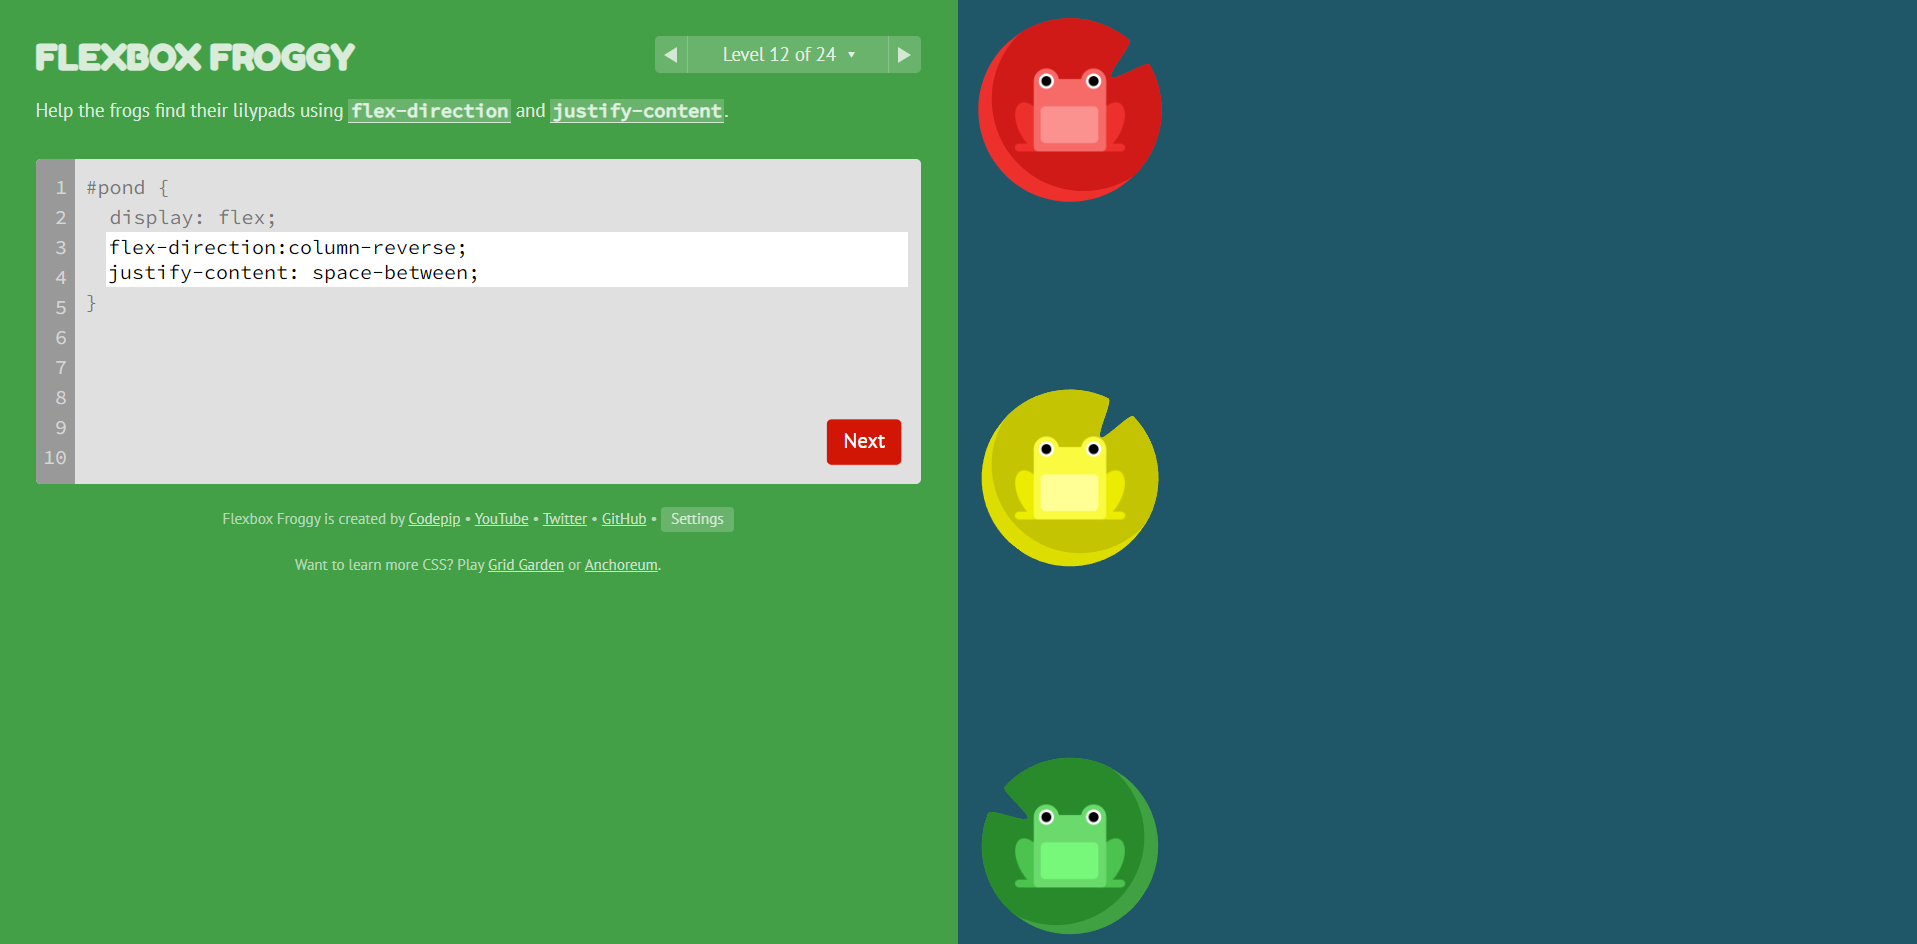 FLEXBOX FROGGY
Level 12 of 24 ▼
Help the frogs find their lilypads using flex-direction and justify-content.
1 #pond {
2 display: flex;
3 flex-direction:column-reverse;
4 justify-content: space-between;
5 }
6
7
8
9
10
Next
Flexbox Froggy is created by Codepip • YouTube • Twitter • GitHub • Settings
Want to learn more CSS? Play Grid Garden or Anchoreum.